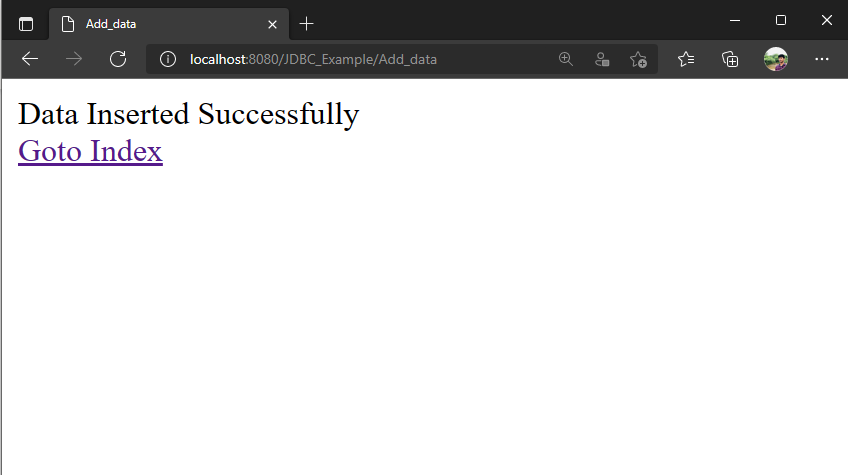 Add_data
localhost:8080/JDBC_Example/Add_data
Data Inserted Successfully
Goto Index